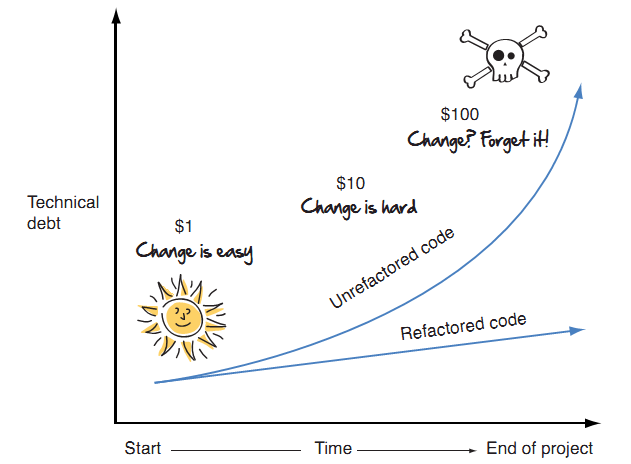 $100
Change? Forget it!
$10
Change is hard
Technical
debt
$1
Change is easy
Unrefactored code
Refactored code
Start
Time
End of project